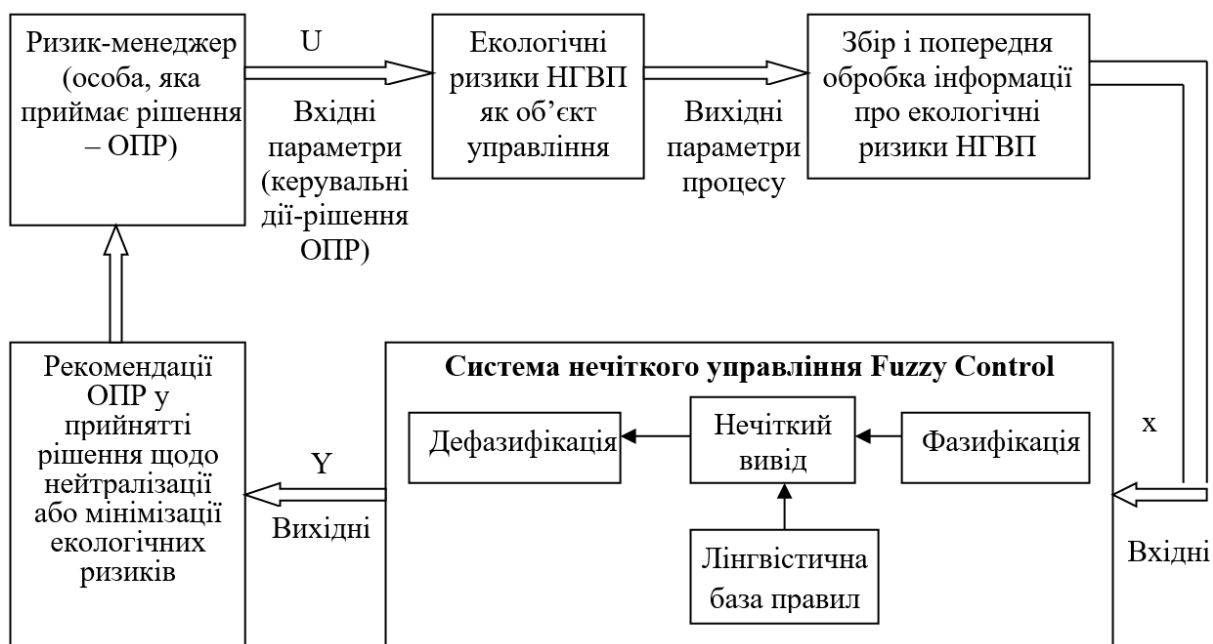 Ризик-менеджер
(особа, яка
приймає рішення
– ОПР)
U
Вхідні
параметри
(керувальні
дії-рішення
ОПР)
Екологічні
ризики НГВП
як об’єкт
управління
Вихідні
параметри
процесу
Збір і попередня
обробка інформації
про екологічні
ризики НГВП
Рекомендації
ОПР у
прийнятті
рішення щодо
нейтралізації
або мінімізації
екологічних
ризиків
Y
Вихідні
Система нечіткого управління Fuzzy Control
Дефазифікація
Нечіткий
вивід
Фазифікація
Лінгвістична
база правил
x
Вхідні